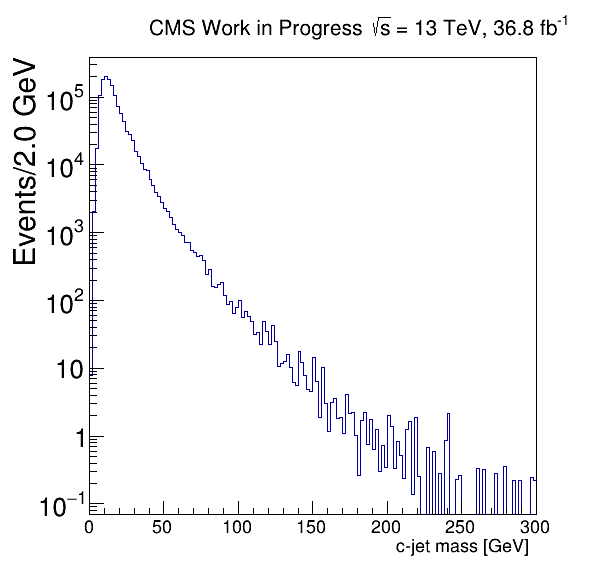 CMS Work in Progress √s = 13 TeV, 36.8 fb⁻¹
Events/2.0 GeV
10⁵
10⁴
10³
10²
10
1
10⁻¹
0 50 100 150 200 250 300
c-jet mass [GeV]